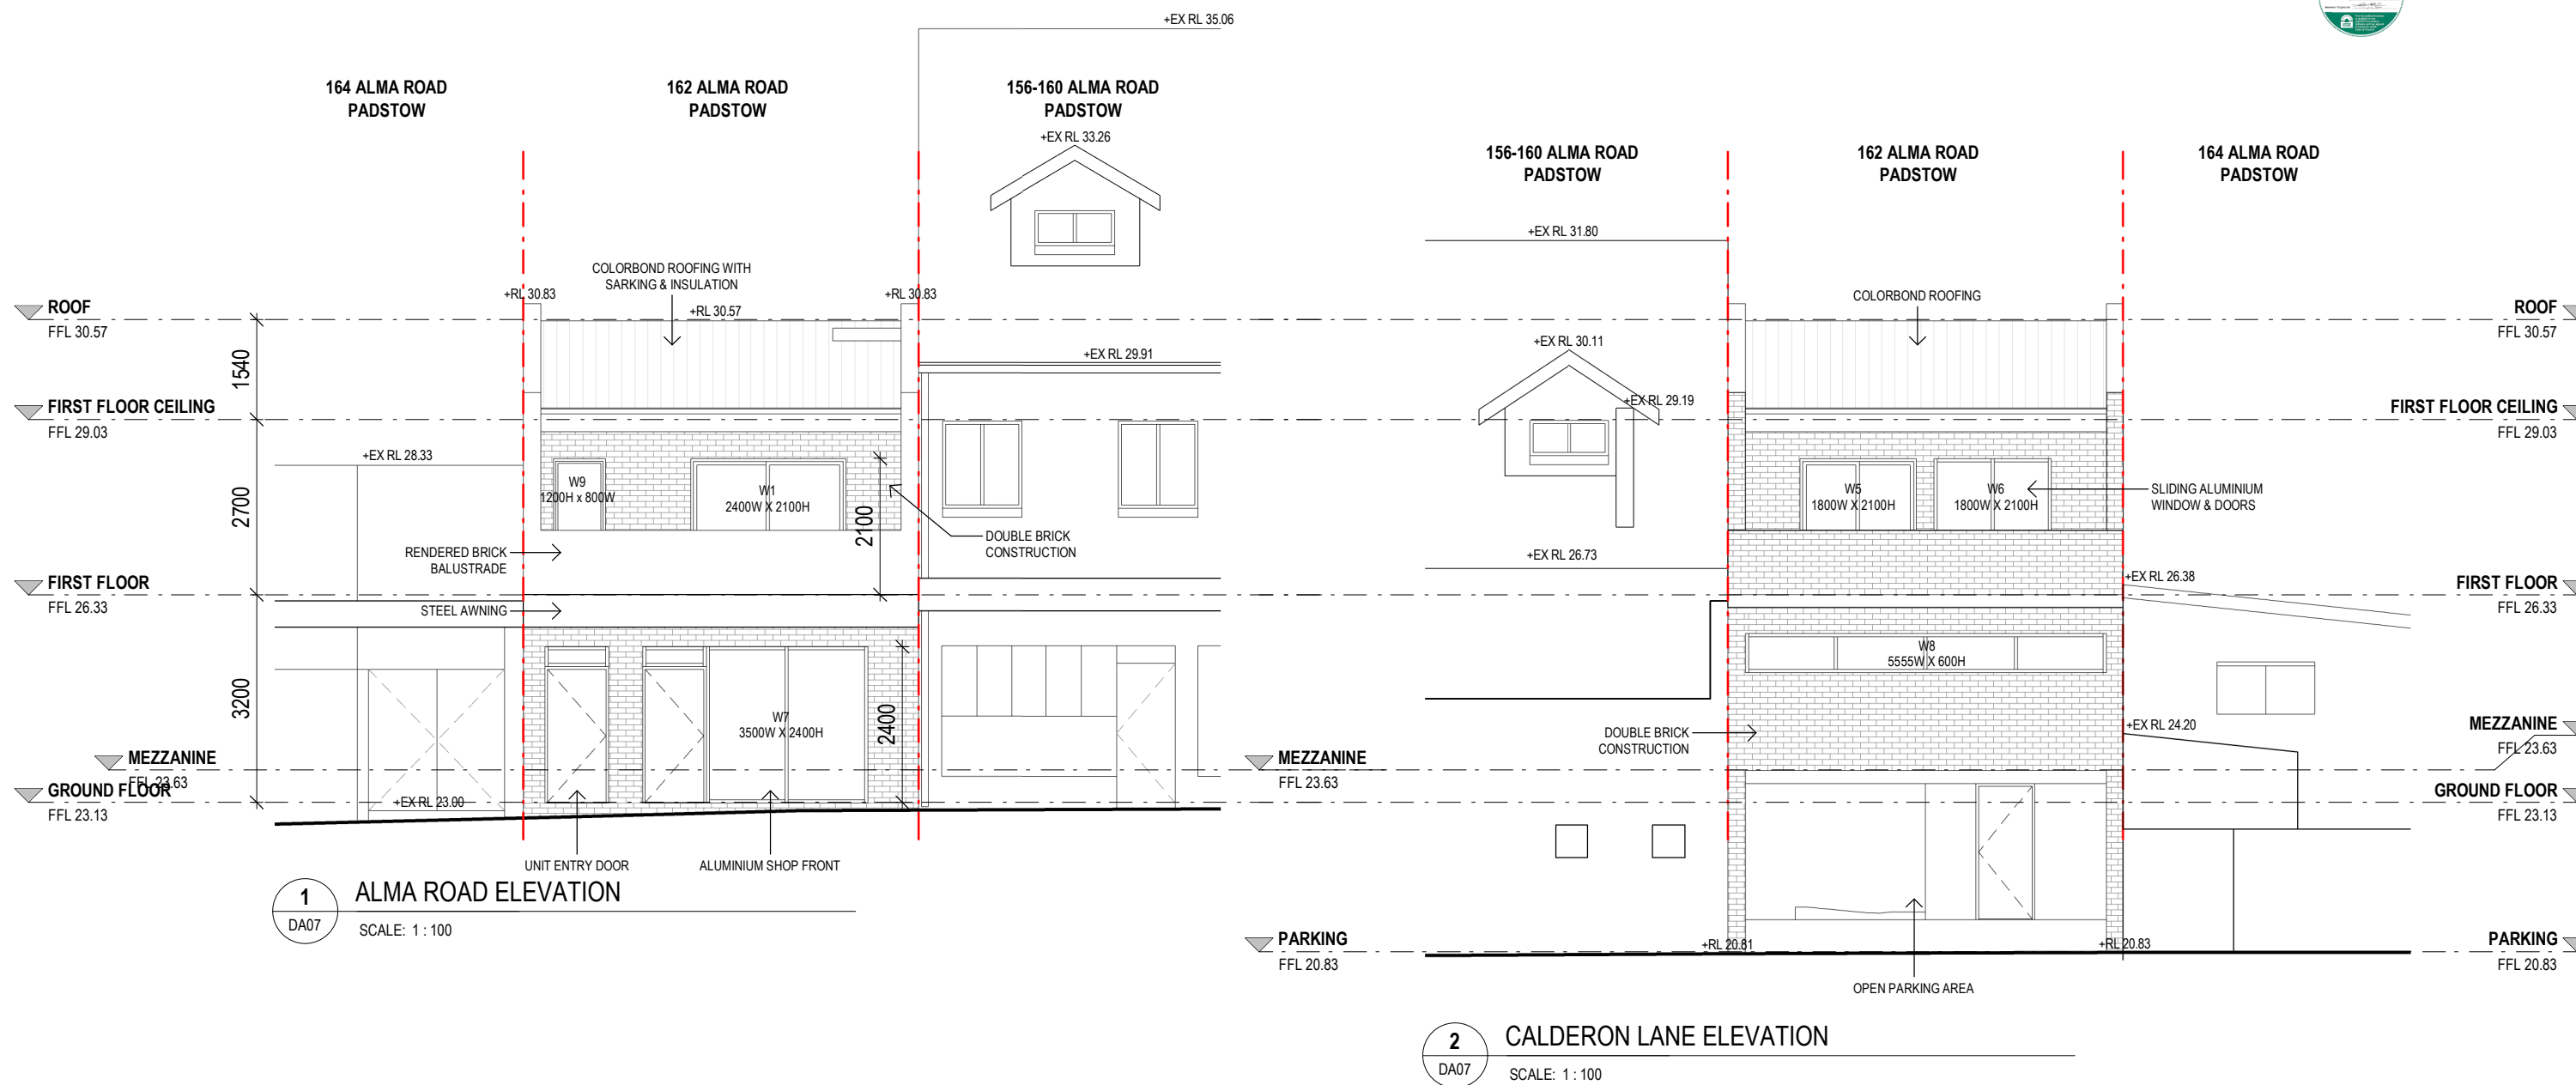 +EX RL 35.06
164 ALMA ROAD
PADSTOW
162 ALMA ROAD
PADSTOW
156-160 ALMA ROAD
PADSTOW
+EX RL 33.26
COLORBOND ROOFING WITH
SARKING & INSULATION
+RL 30.83
+RL 30.83
+RL 30.57
ROOF
FFL 30.57
+EX RL 29.91
1540
FIRST FLOOR CEILING
FFL 29.03
+EX RL 28.33
W9
1200H x 800W
W1
2400W X 2100H
2700
2100
DOUBLE BRICK
CONSTRUCTION
RENDERED BRICK
BALUSTRADE
FIRST FLOOR
FFL 26.33
STEEL AWNING
3200
W7
3500W X 2400H
2400
MEZZANINE
FFL 23.63
GROUND FLOOR
FFL 23.13
+EX RL 23.00
UNIT ENTRY DOOR
ALUMINIUM SHOP FRONT
1
DA07
ALMA ROAD ELEVATION
SCALE: 1 : 100
156-160 ALMA ROAD
PADSTOW
162 ALMA ROAD
PADSTOW
164 ALMA ROAD
PADSTOW
+EX RL 31.80
COLORBOND ROOFING
ROOF
FFL 30.57
+EX RL 30.11
+EX RL 29.19
FIRST FLOOR CEILING
FFL 29.03
W5
1800W X 2100H
W6
1800W X 2100H
SLIDING ALUMINIUM
WINDOW & DOORS
+EX RL 26.73
+EX RL 26.38
FIRST FLOOR
FFL 26.33
W8
5555W X 600H
DOUBLE BRICK
CONSTRUCTION
+EX RL 24.20
MEZZANINE
FFL 23.63
MEZZANINE
FFL 23.63
GROUND FLOOR
FFL 23.13
PARKING
FFL 20.83
+RL 20.81
+RL 20.83
PARKING
FFL 20.83
OPEN PARKING AREA
2
DA07
CALDERON LANE ELEVATION
SCALE: 1 : 100